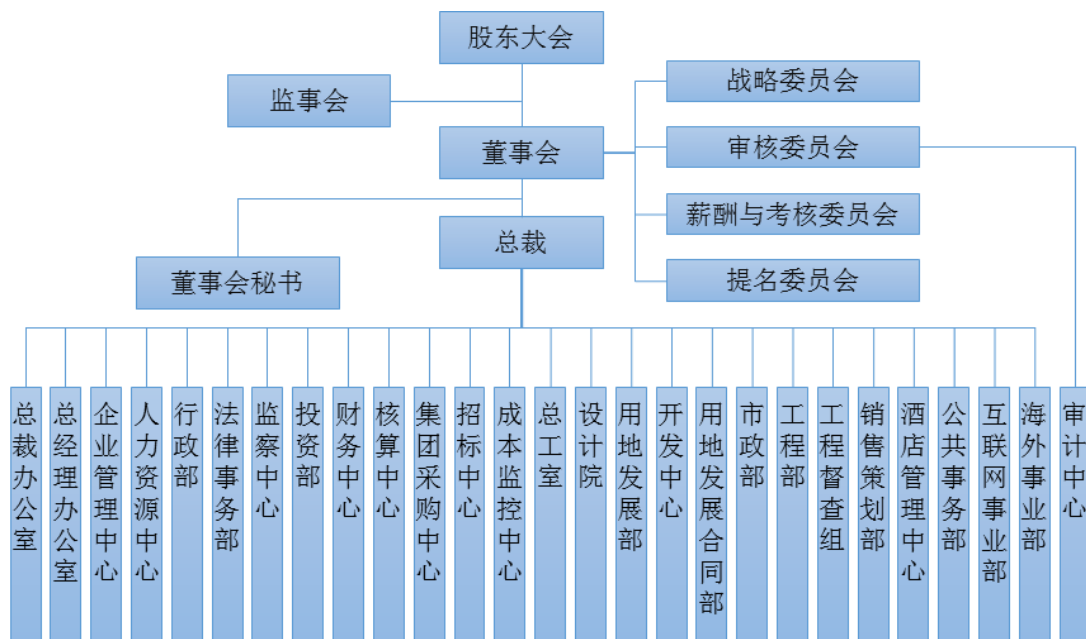 股东大会
监事会
战略委员会
董事会
审核委员会
薪酬与考核委员会
总裁
董事会秘书
提名委员会
总裁办公室
总经理办公室
企业管理中心
人力资源中心
行政部
法律事务部
监察中心
投资部
财务中心
核算中心
集团采购中心
招标中心
成本监控中心
总工室
设计院
用地发展部
开发中心
用地发展合同部
市政部
工程部
工程督查组
销售策划部
酒店管理中心
公共事务部
互联网事业部
海外事业部
审计中心